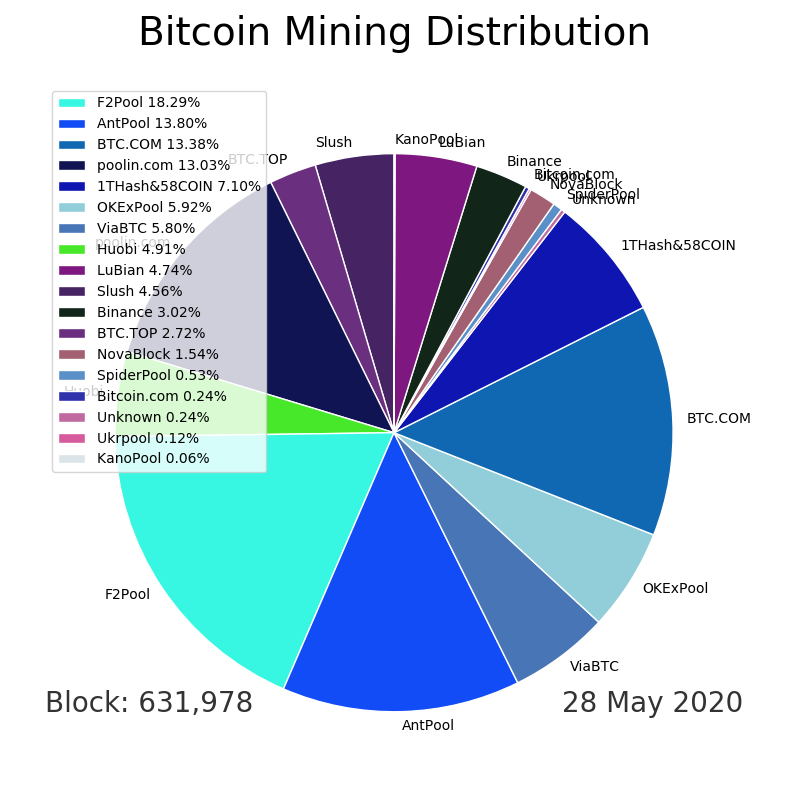 Bitcoin Mining Distribution
F2Pool 18.29%
AntPool 13.80%
BTC.COM 13.38%
poolin.com 13.03%
1THash&58COIN 7.10%
OKExPool 5.92%
ViaBTC 5.80%
Huobi 4.91%
LuBian 4.74%
Slush 4.56%
Binance 3.02%
BTC.TOP 2.72%
NovaBlock 1.54%
SpiderPool 0.53%
Bitcoin.com 0.24%
Unknown 0.24%
Ukrpool 0.12%
KanoPool 0.06%
KanoPool
LuBian
Slush
BTC.TOP
Binance
Bitcoin.com
Ukrpool
NovaBlock
SpiderPool
Unknown
1THash&58COIN
poolin.com
Huobi
BTC.COM
OKExPool
F2Pool
ViaBTC
AntPool
Block: 631,978
28 May 2020